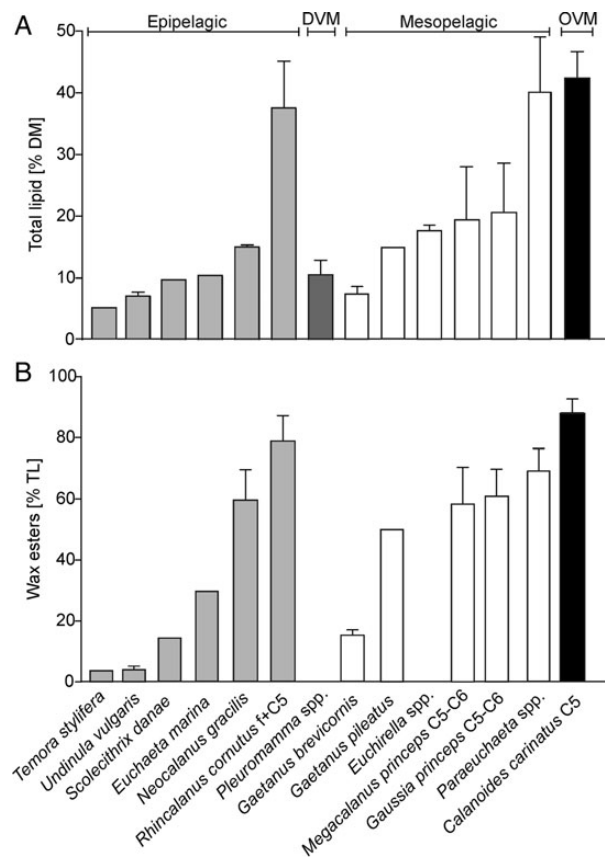 A
Epipelagic
DVM
Mesopelagic
OVM
Total lipid [% DM]
50
40
30
20
10
0
B
Wax esters [% TL]
100
80
60
40
20
0
Temora stylifera
Undinula vulgaris
Scolecithrix danae
Euchaeta marina
Neocalanus gracilis
Rhincalanus cornutus f+C5
Pleuromamma spp.
Gaetanus brevicornis
Gaetanus pileatus
Euchirella spp.
Megacalanus princeps C5-C6
Gaussia princeps C5-C6
Paraeuchaeta spp.
Calanoides carinatus C5